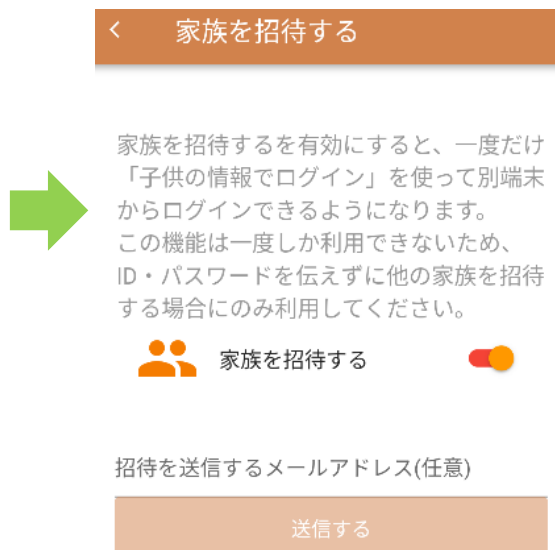 家族を招待する
家族を招待するを有効にすると、一度だけ
「子供の情報でログイン」を使って別端末
からログインできるようになります。
この機能は一度しか利用できないため、
ID・パスワードを伝えずに他の家族を招待
する場合にのみ利用してください。
家族を招待する
招待を送信するメールアドレス(任意)
送信する